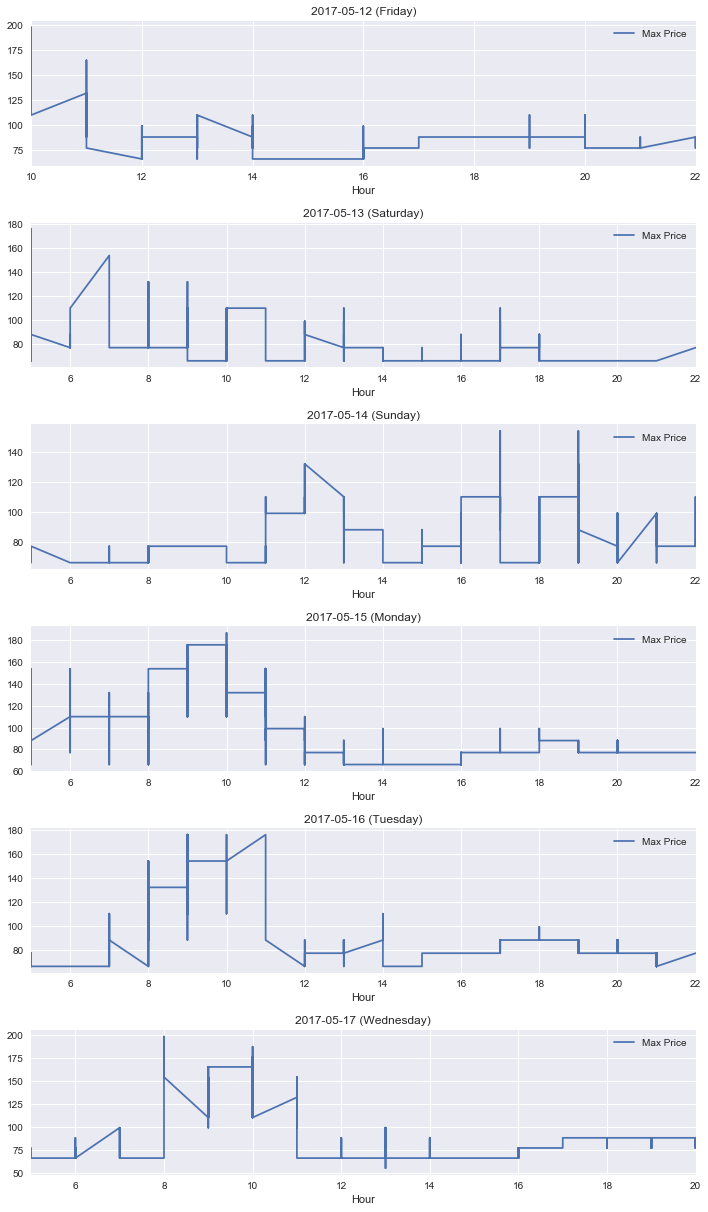 2017-05-12 (Friday)
Max Price
200
175
150
125
100
75
10 12 14 16 18 20 22
Hour
2017-05-13 (Saturday)
Max Price
180
160
140
120
100
80
6 8 10 12 14 16 18 20 22
Hour
2017-05-14 (Sunday)
Max Price
140
120
100
80
6 8 10 12 14 16 18 20 22
Hour
2017-05-15 (Monday)
Max Price
180
160
140
120
100
80
60
6 8 10 12 14 16 18 20 22
Hour
2017-05-16 (Tuesday)
Max Price
180
160
140
120
100
80
6 8 10 12 14 16 18 20 22
Hour
2017-05-17 (Wednesday)
Max Price
200
175
150
125
100
75
50
6 8 10 12 14 16 18 20
Hour